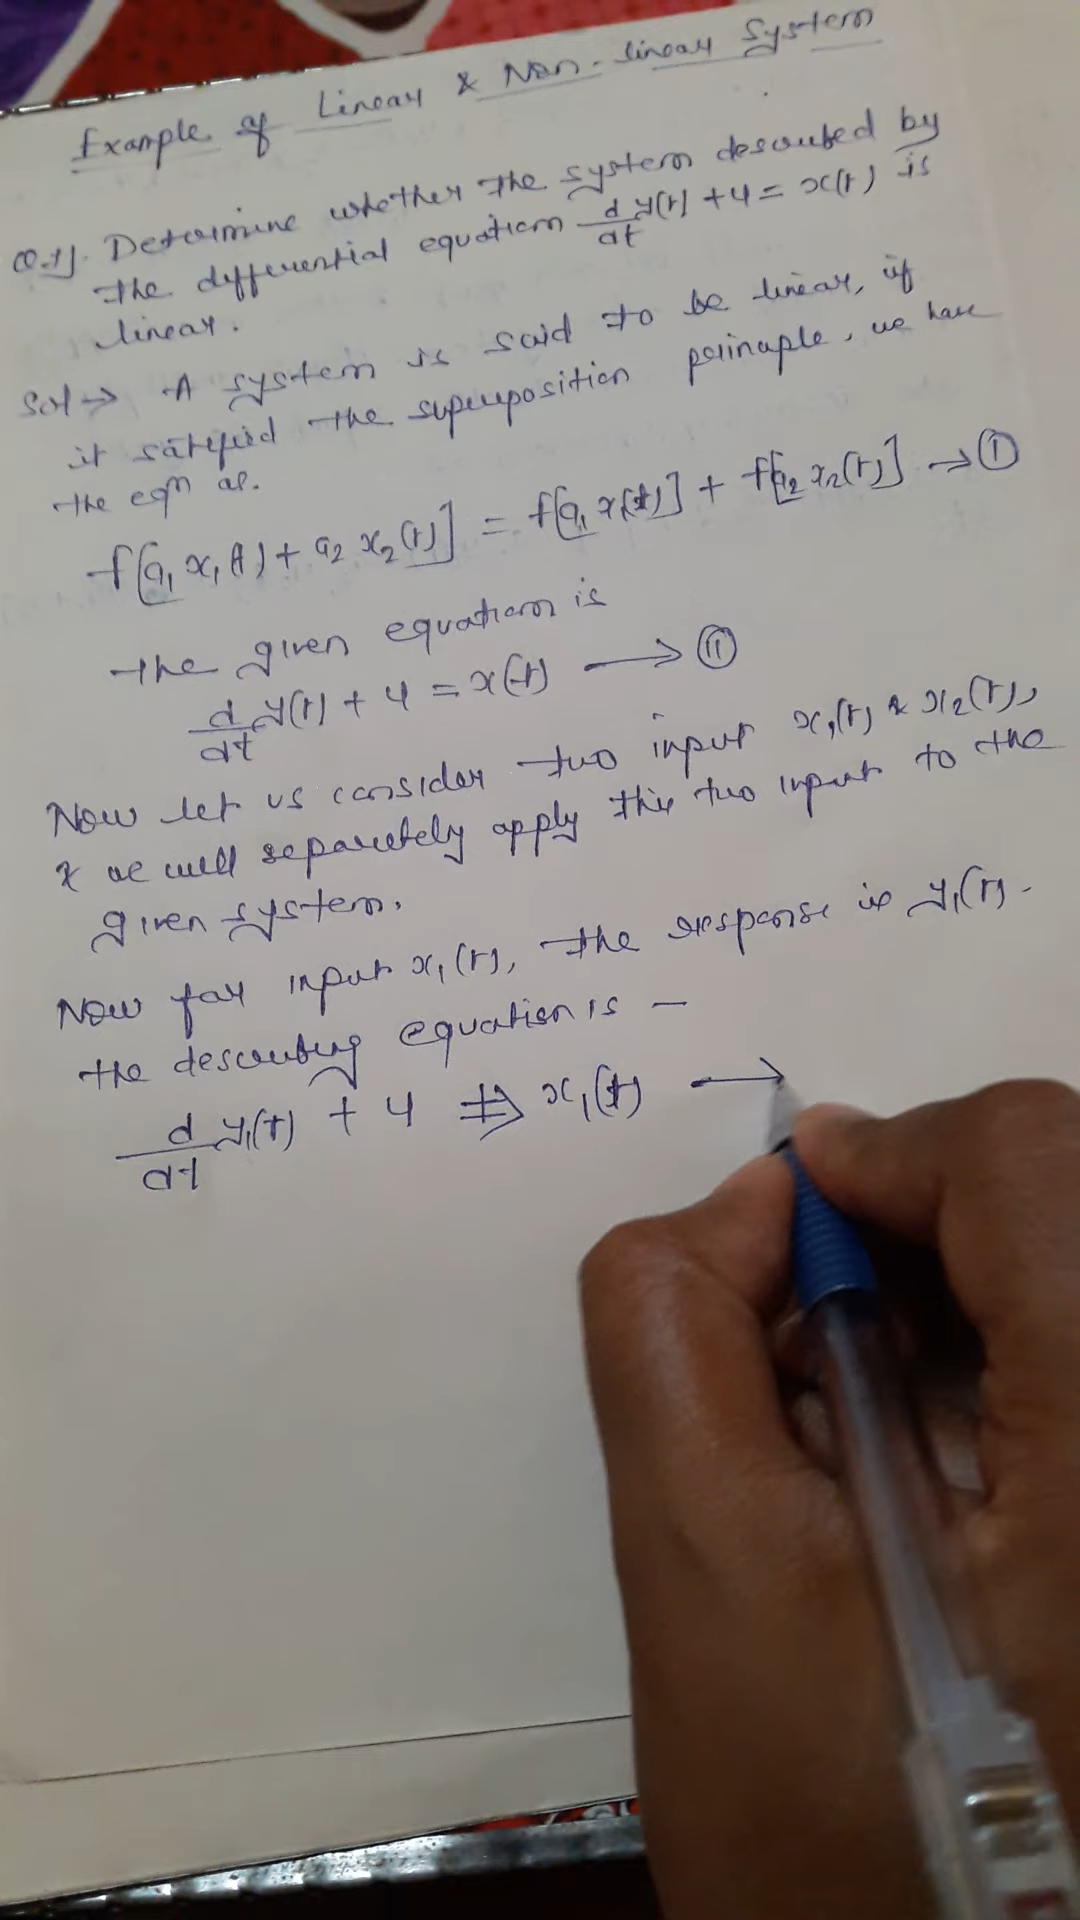 Example of Linear & Non-linear System
Q.1]. Determine whether the system described by
the differential equation d/dt y(t) + 4 = x(t) is
linear.
Sol → A system is said to be linear, if
it satisfied the superposition principle, we have
the eqn as.
f[a₁ x₁(t) + a₂ x₂(t)] = f[a₁ x₁(t)] + f[a₂ x₂(t)] → (I)
the given equation is
d/dt y(t) + 4 = x(t) → (II)
Now let us consider two input x₁(t) & x₂(t),
& we will separately apply this two input to the
given system.
Now for input x₁(t), the response is y₁(t).
the describing equation is –
d/dt y₁(t) + 4 ⇒ x₁(t) →